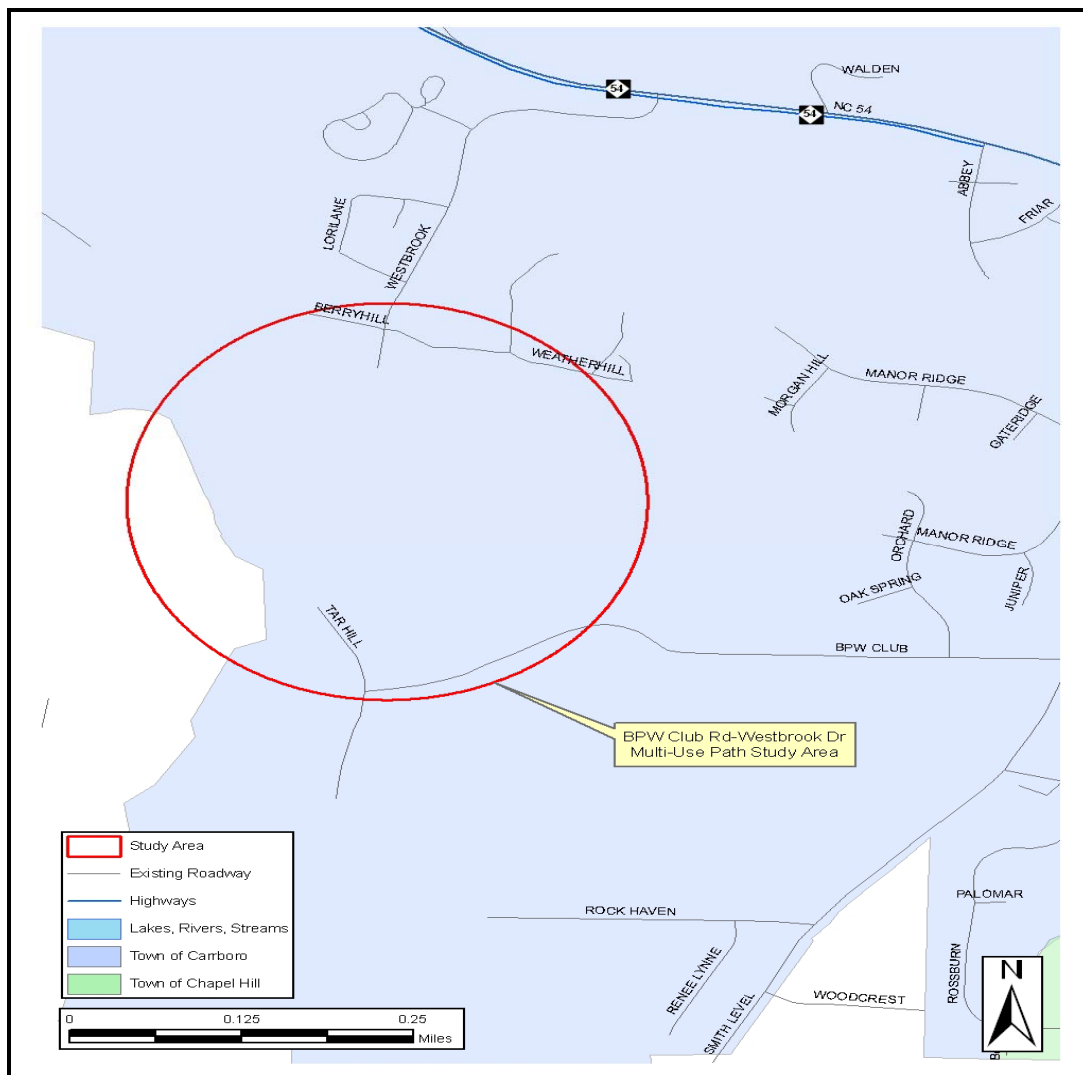 54
WALDEN
NC 54
54
ABBEY
FRIAR
LORILANE
WESTBROOK
BERRYHILL
WEATHERHILL
MORGAN HILL
MANOR RIDGE
GATERIDGE
ORCHARD
MANOR RIDGE
OAK SPRING
JUNIPER
TAR HILL
BPW CLUB
BPW Club Rd-Westbrook Dr
Multi-Use Path Study Area
Study Area
Existing Roadway
Highways
Lakes, Rivers, Streams
Town of Carrboro
Town of Chapel Hill
0 0.125 0.25
Miles
ROCK HAVEN
RENEE LYNNE
SMITH LEVEL
WOODCREST
PALOMAR
ROSSBURN
N